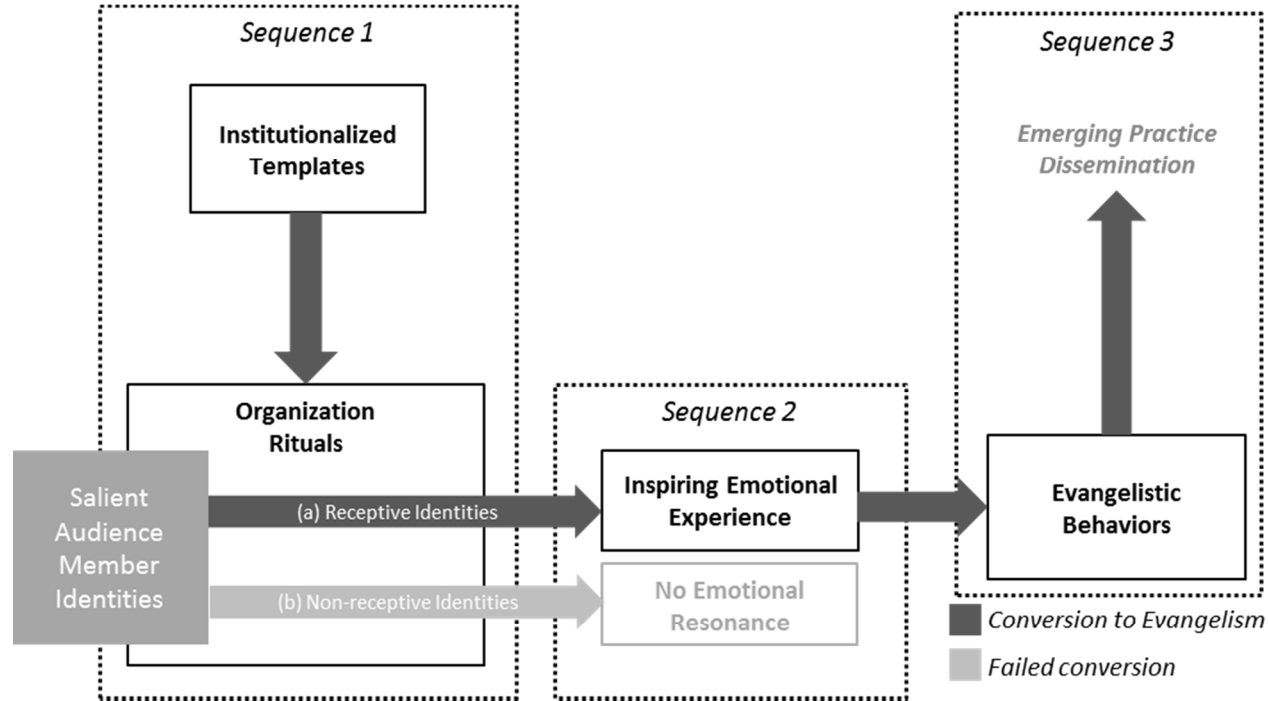 Sequence 1
Institutionalized
Templates
Organization
Rituals
Salient
Audience
Member
Identities
(a) Receptive Identities
(b) Non-receptive Identities
Sequence 2
Inspiring Emotional
Experience
No Emotional
Resonance
Sequence 3
Emerging Practice
Dissemination
Evangelistic
Behaviors
Conversion to Evangelism
Failed conversion